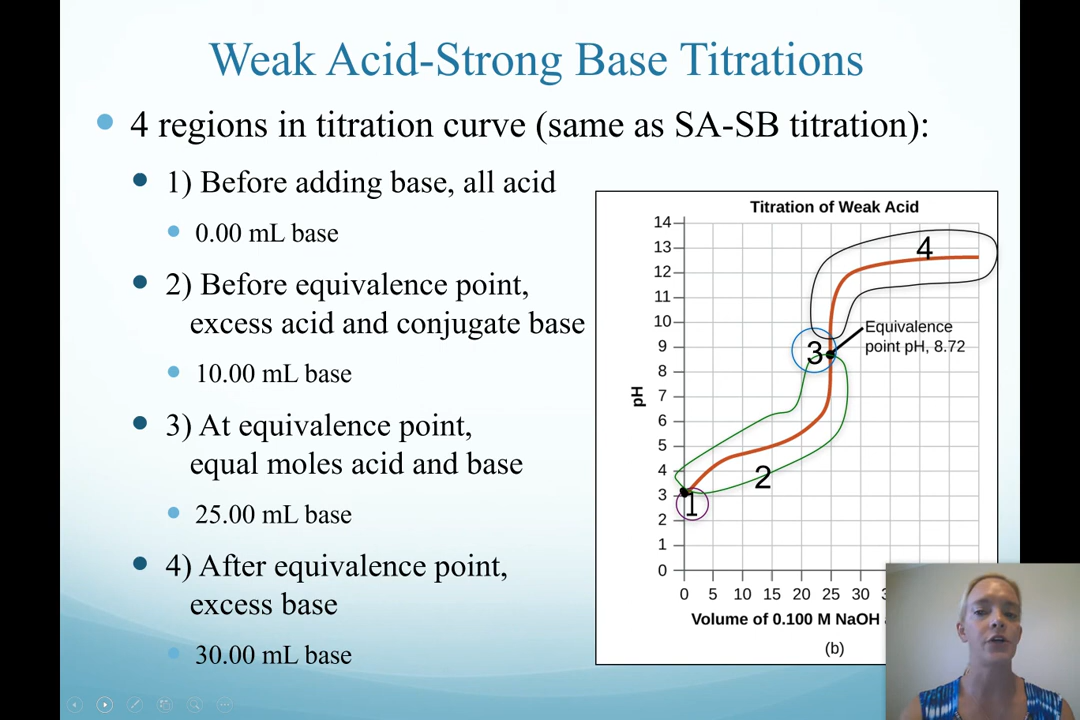 Weak Acid-Strong Base Titrations
4 regions in titration curve (same as SA-SB titration):
1) Before adding base, all acid
0.00 mL base
2) Before equivalence point,
excess acid and conjugate base
10.00 mL base
3) At equivalence point,
equal moles acid and base
25.00 mL base
4) After equivalence point,
excess base
30.00 mL base
Titration of Weak Acid
14
13
12
11
10
9
8
7
6
5
4
3
2
1
0
pH
4
Equivalence
point pH, 8.72
3
2
1
0 5 10 15 20 25 30
Volume of 0.100 M NaOH
(b)